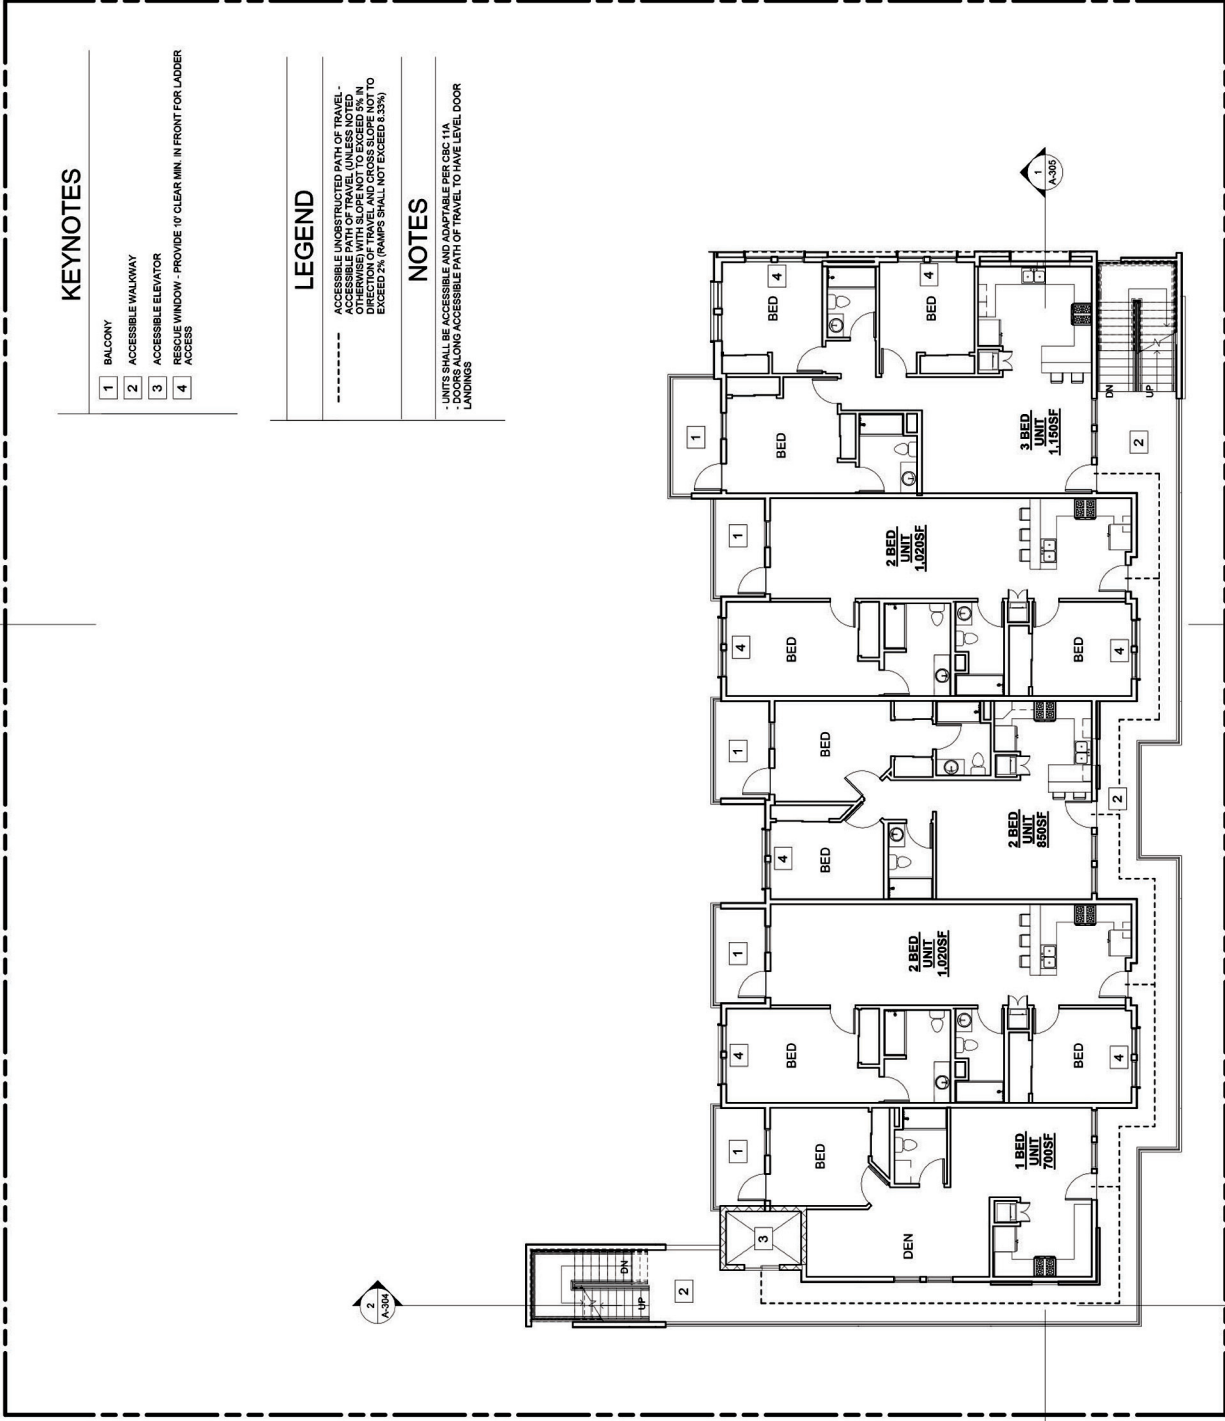 KEYNOTES
1 BALCONY
2 ACCESSIBLE WALKWAY
3 ACCESSIBLE ELEVATOR
4 RESCUE WINDOW - PROVIDE 10' CLEAR MIN. IN FRONT FOR LADDER
ACCESS
LEGEND
ACCESSIBLE UNOBSTRUCTED PATH OF TRAVEL -
ACCESSIBLE PATH OF TRAVEL (UNLESS NOTED
OTHERWISE) WITH SLOPE NOT TO EXCEED 5% IN
DIRECTION OF TRAVEL AND CROSS SLOPE NOT TO
EXCEED 2% (RAMPS SHALL NOT EXCEED 8.33%)
NOTES
- UNITS SHALL BE ACCESSIBLE AND ADAPTABLE PER CBC 11A
- DOORS ALONG ACCESSIBLE PATH OF TRAVEL TO HAVE LEVEL DOOR
LANDINGS
2
A-304
DN
UP
2
3
1
BED
DEN
1 BED
UNIT
700SF
4
BED
1
2 BED
UNIT
1,020SF
BED
4
4
BED
1
BED
2 BED
UNIT
850SF
2
4
BED
1
2 BED
UNIT
1,020SF
BED
4
1
BED
BED
4
BED
4
3 BED
UNIT
1,150SF
2
DN
UP
1
A-305